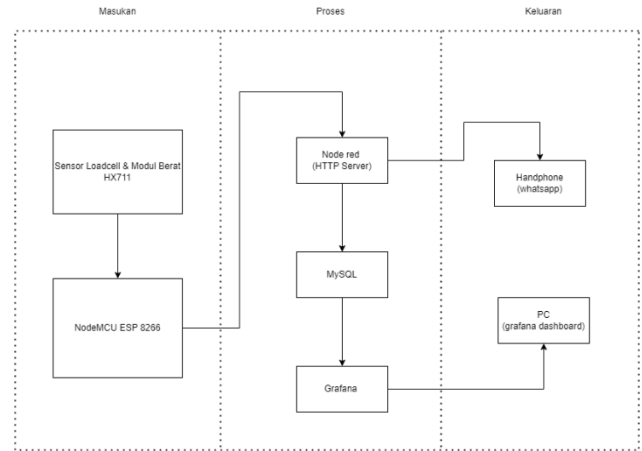 Masukan
Proses
Keluaran
Sensor Loadcell & Modul Berat
HX711
NodeMCU ESP 8266
Node red
(HTTP Server)
MySQL
Grafana
Handphone
(whatsapp)
PC
(grafana dashboard)